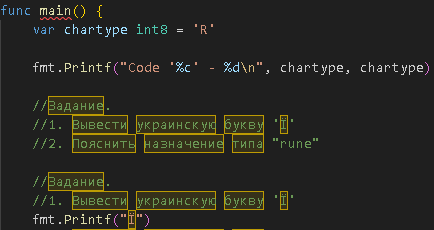 func main() {
var chartype int8 = 'R'
fmt.Printf("Code '%c' - %d\n", chartype, chartype)
//Задание.
//1. Вывести украинскую букву 'Ї'
//2. Пояснить назначение типа "rune"
//Задание.
//1. Вывести украинскую букву 'Ї'
fmt.Printf("Ї")